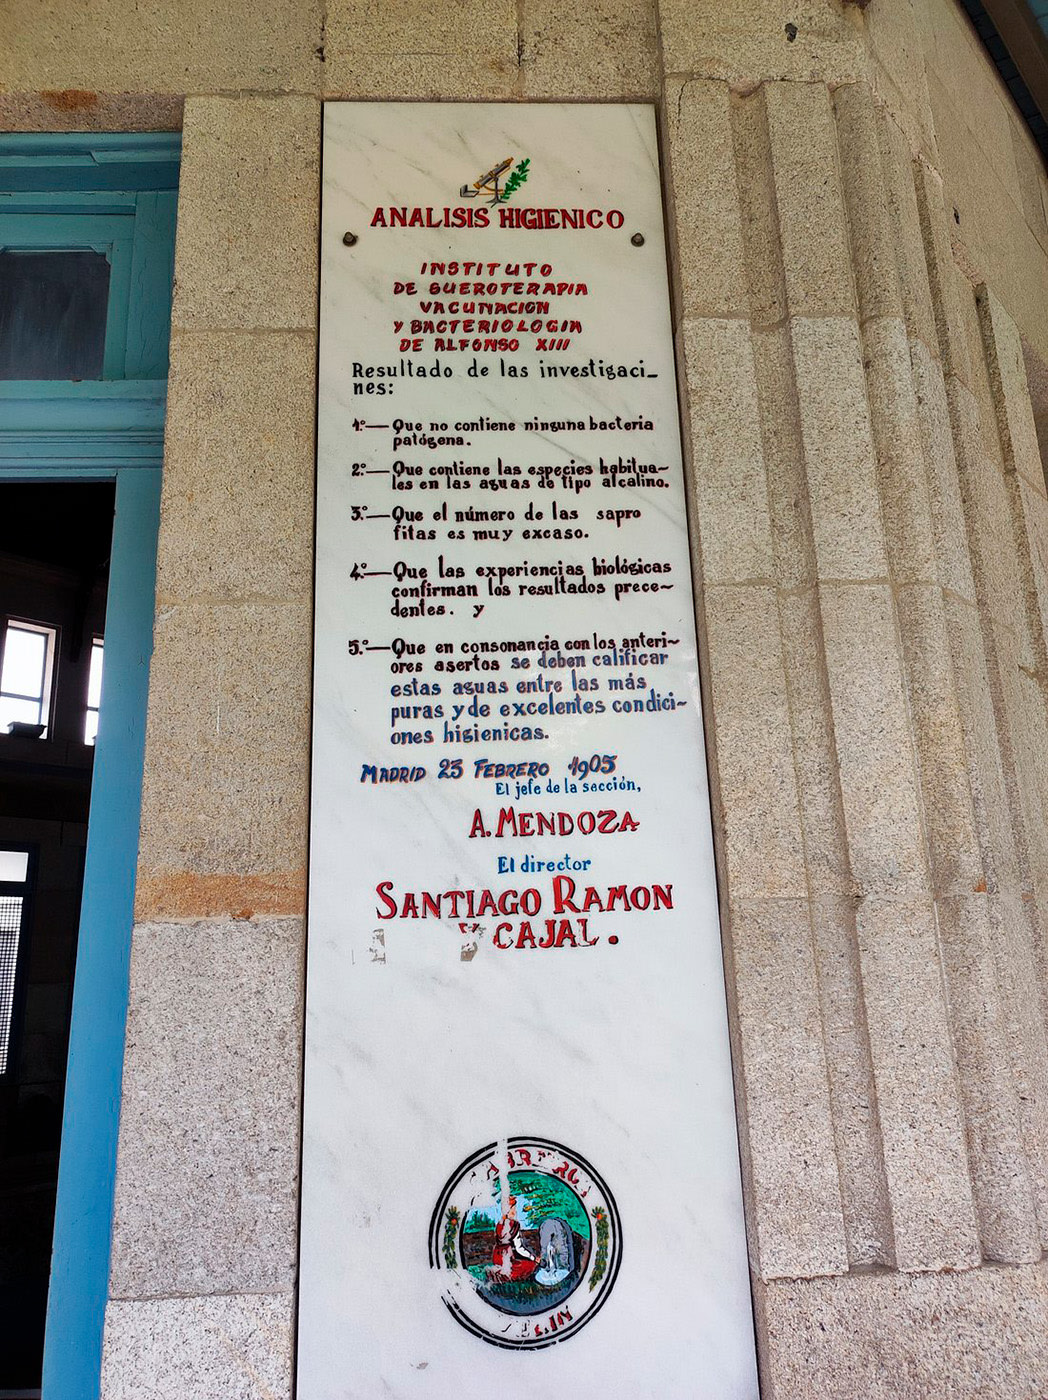 ANALISIS HIGIENICO
INSTITUTO
DE SUEROTERAPIA
VACUNACION
Y BACTERIOLOGIA
DE ALFONSO XIII
Resultado de las investigaci_
nes:
1.º— Que no contiene ninguna bacteria
patógena.
2.º— Que contiene las especies habitua-
les en las aguas de tipo alcalino.
3.º— Que el número de las sapro
fitas es muy excaso.
4.º— Que las experiencias biológicas
confirman los resultados prece-
dentes. y
5.º— Que en consonancia con los anteri-
ores asertos se deben calificar
estas aguas entre las más
puras y de excelentes condici-
ones higienicas.
MADRID 23 FEBRERO 1905
El jefe de la sección,
A. MENDOZA
El director
SANTIAGO RAMON
Y CAJAL.